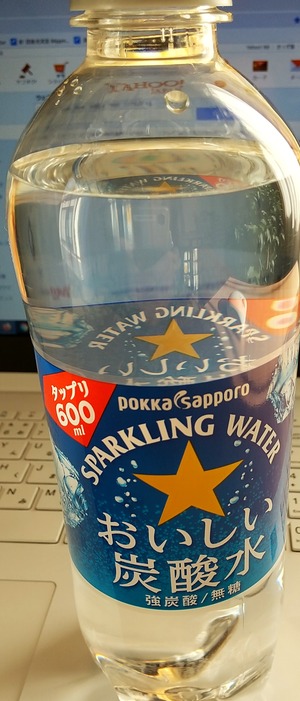 タップリ
600
ml
POKKA sapporo
SPARKLING WATER
おいしい
炭酸水
強炭酸/無糖